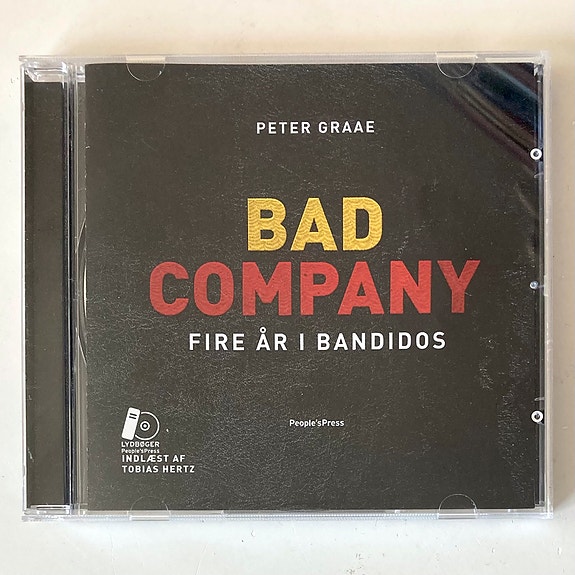 PETER GRAAE
BAD
COMPANY
FIRE ÅR I BANDIDOS
People'sPress
LYDBØGER
People'sPress
INDLÆST AF
TOBIAS HERTZ